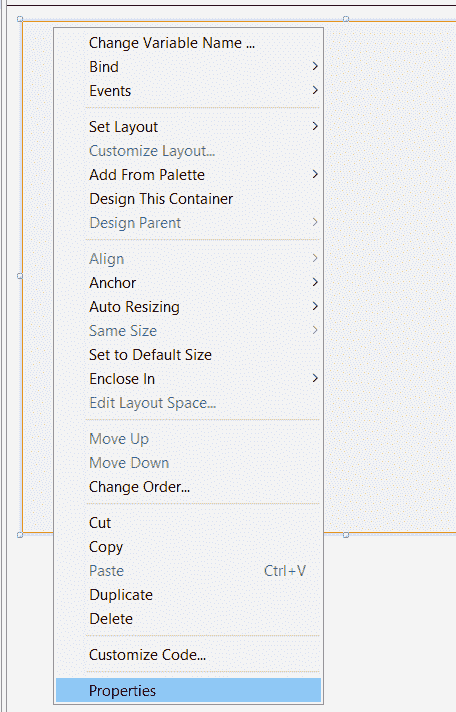 Change Variable Name ...
Bind
Events
Set Layout
Customize Layout...
Add From Palette
Design This Container
Design Parent
Align
Anchor
Auto Resizing
Same Size
Set to Default Size
Enclose In
Edit Layout Space...
Move Up
Move Down
Change Order...
Cut
Copy
Paste Ctrl+V
Duplicate
Delete
Customize Code...
Properties